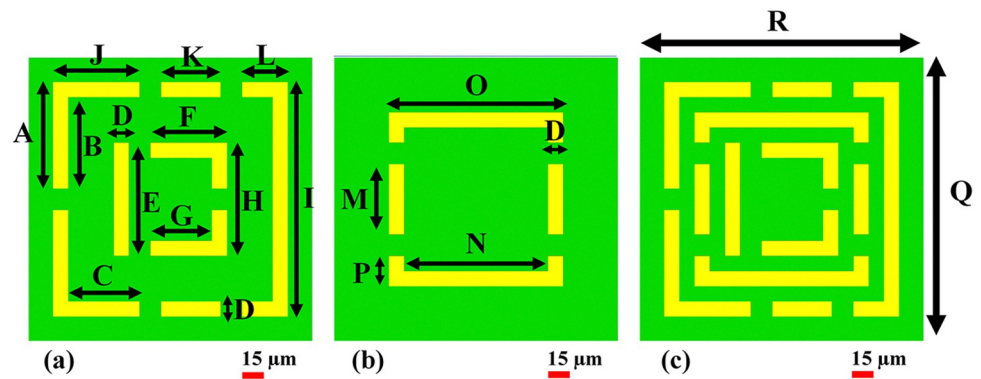 J K L
A B D F
E H I
G
C
D
(a) 15 µm
O
D
M
N
P
(b) 15 µm
R
Q
(c) 15 µm